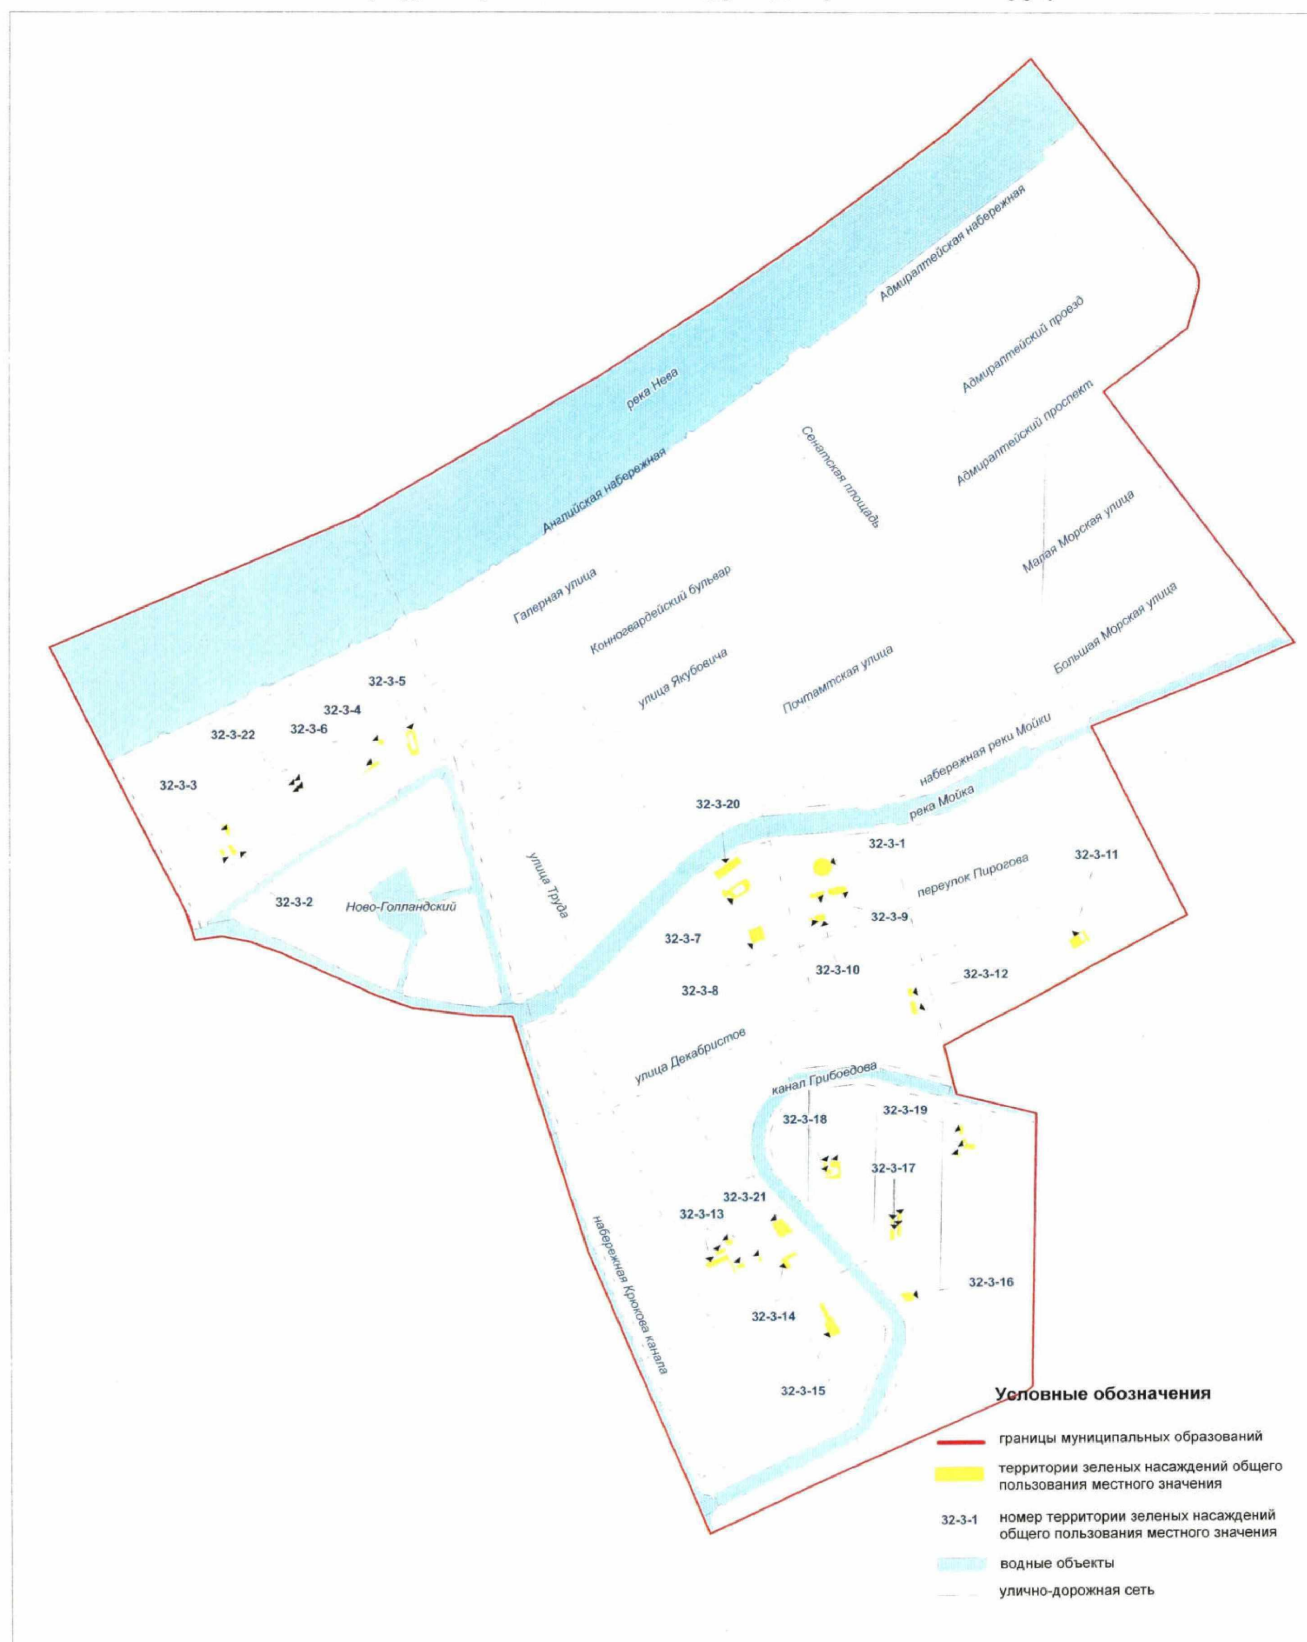 Адмиралтейская набережная
Адмиралтейский проезд
река Нева
Адмиралтейский проспект
Сенатская площадь
Английская набережная
Малая Морская улица
Галерная улица
Конногвардейский бульвар
Большая Морская улица
улица Якубовича
Почтамтская улица
32-3-5
32-3-4
32-3-6
32-3-22
32-3-3
набережная реки Мойки
река Мойка
32-3-20
32-3-1
32-3-11
переулок Пирогова
улица Труда
32-3-2
Ново-Голландский
32-3-9
32-3-7
32-3-10
32-3-12
32-3-8
улица Декабристов
канал Грибоедова
32-3-18
32-3-19
32-3-17
32-3-21
32-3-13
набережная Крюкова канала
32-3-16
32-3-14
32-3-15
Условные обозначения
границы муниципальных образований
территории зеленых насаждений общего
пользования местного значения
32-3-1
номер территории зеленых насаждений
общего пользования местного значения
водные объекты
улично-дорожная сеть